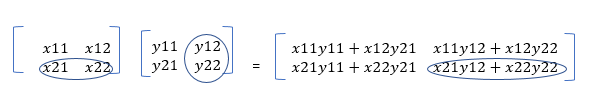 x11 x12 y11 y12 x11y11 + x12y21 x11y12 + x12y22
x21 x22 y21 y22 = x21y11 + x22y21 x21y12 + x22y22